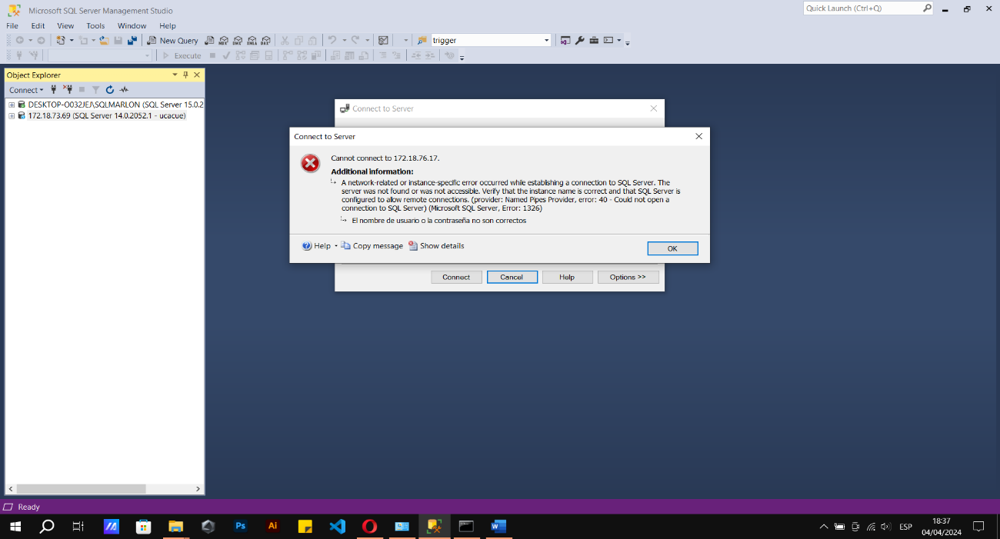 Microsoft SQL Server Management Studio
Quick Launch (Ctrl+Q)
File Edit View Tools Window Help
New Query MDX DMX XMLA DAX trigger
Execute
Object Explorer
Connect
DESKTOP-O032JEJ\SQLMARLON (SQL Server 15.0.2
172.18.73.69 (SQL Server 14.0.2052.1 - ucacue)
Connect to Server
Connect to Server
Cannot connect to 172.18.76.17.
Additional information:
A network-related or instance-specific error occurred while establishing a connection to SQL Server. The
server was not found or was not accessible. Verify that the instance name is correct and that SQL Server is
configured to allow remote connections. (provider: Named Pipes Provider, error: 40 - Could not open a
connection to SQL Server) (Microsoft SQL Server, Error: 1326)
El nombre de usuario o la contraseña no son correctos
Help Copy message Show details OK
Connect Cancel Help Options >>
Ready
Ps Ai ESP 18:37
04/04/2024